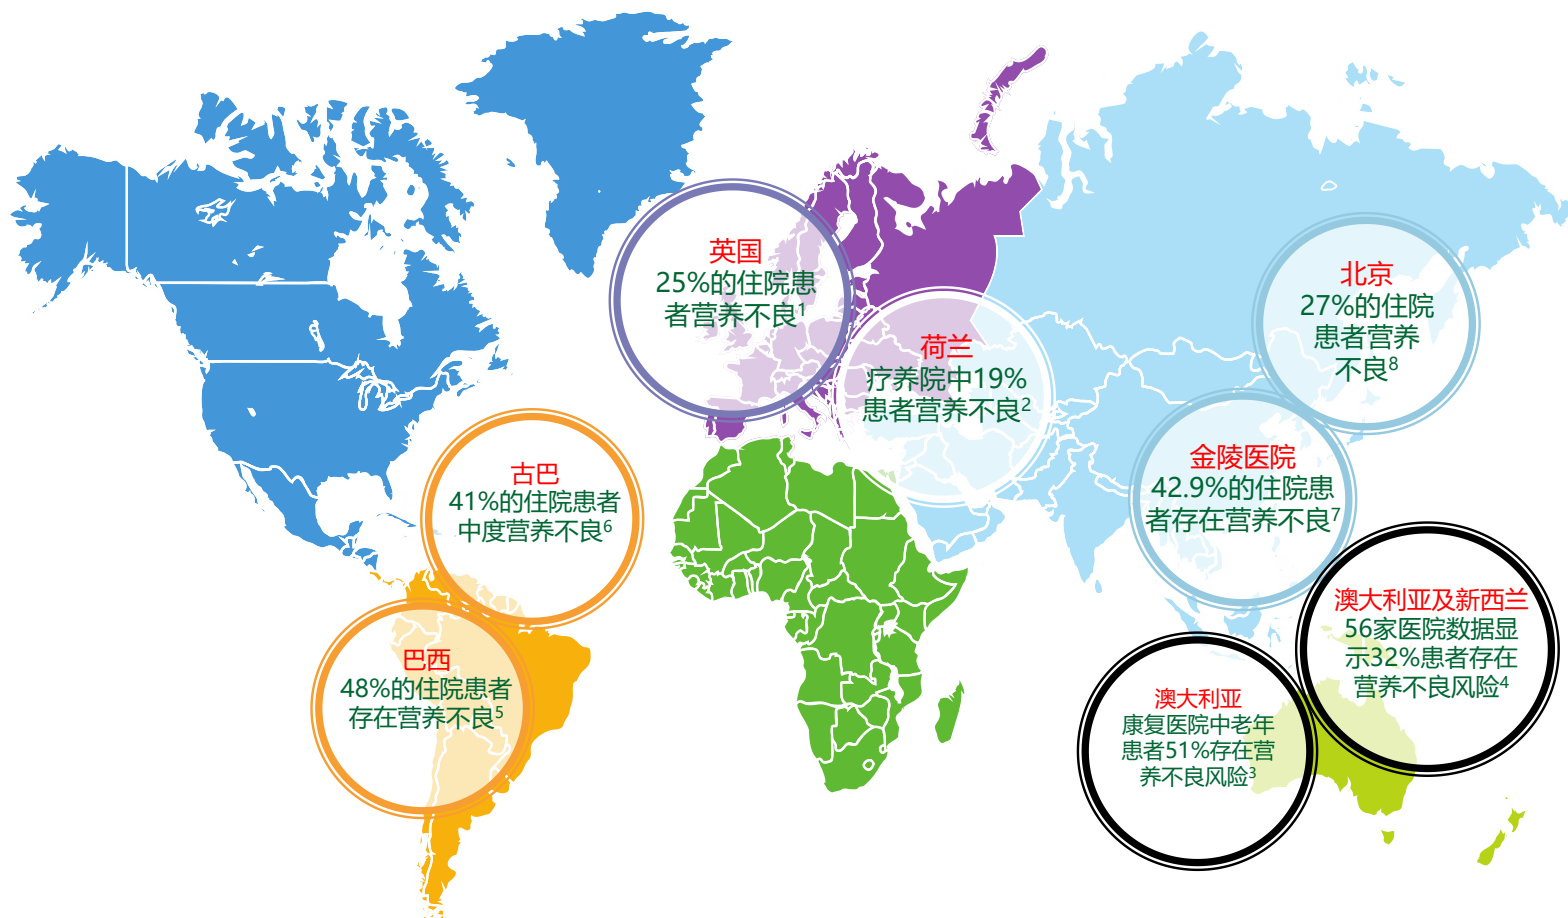 英国
25%的住院患
者营养不良1
荷兰
疗养院中19%
患者营养不良2
北京
27%的住院
患者营养
不良8
金陵医院
42.9%的住院患
者存在营养不良7
古巴
41%的住院患者
中度营养不良6
巴西
48%的住院患者
存在营养不良5
澳大利亚及新西兰
56家医院数据显
示32%患者存在
营养不良风险4
澳大利亚
康复医院中老年
患者51%存在营
养不良风险3